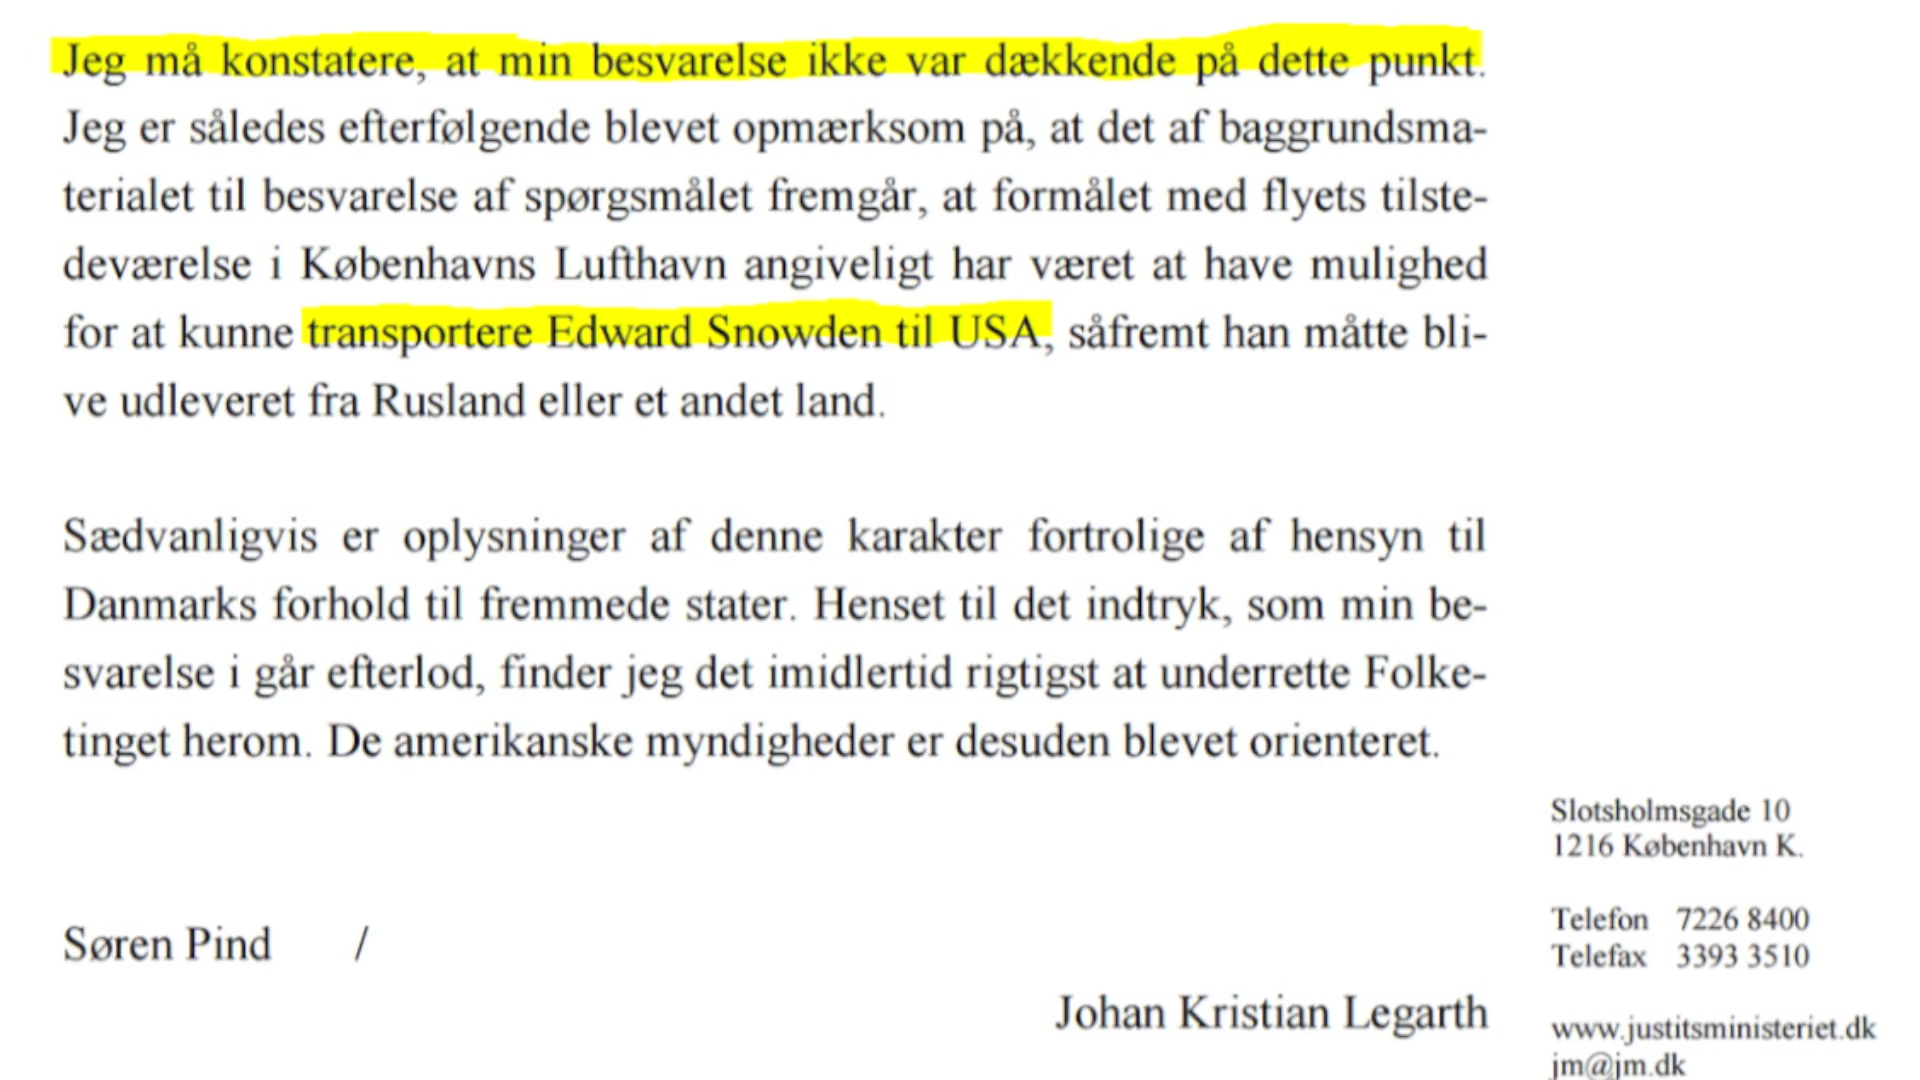 Jeg må konstatere, at min besvarelse ikke var dækkende på dette punkt.
Jeg er således efterfølgende blevet opmærksom på, at det af baggrundsma-
terialet til besvarelse af spørgsmålet fremgår, at formålet med flyets tilste-
deværelse i Københavns Lufthavn angiveligt har været at have mulighed
for at kunne transportere Edward Snowden til USA, såfremt han måtte bli-
ve udleveret fra Rusland eller et andet land.
Sædvanligvis er oplysninger af denne karakter fortrolige af hensyn til
Danmarks forhold til fremmede stater. Henset til det indtryk, som min be-
svarelse i går efterlod, finder jeg det imidlertid rigtigst at underrette Folke-
tinget herom. De amerikanske myndigheder er desuden blevet orienteret.
Søren Pind /
Johan Kristian Legarth
Slotsholmsgade 10
1216 København K.
Telefon 7226 8400
Telefax 3393 3510
www.justitsministeriet.dk
jm@jm.dk